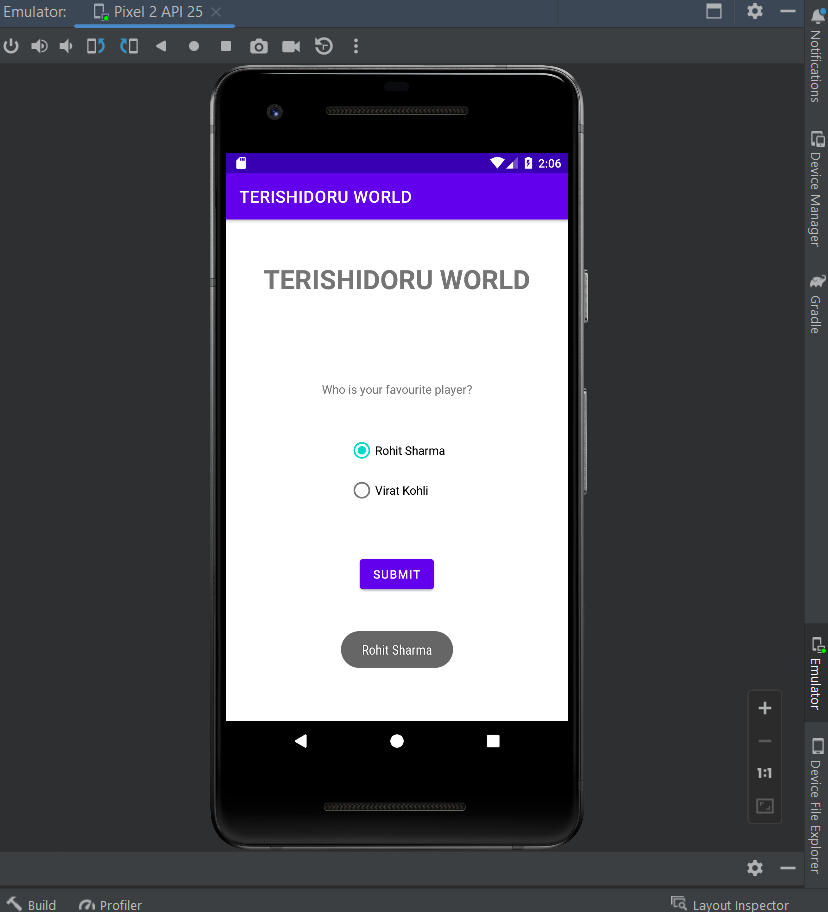 Emulator: Pixel 2 API 25
Notifications
Device Manager
Gradle
2:06
TERISHIDORU WORLD
TERISHIDORU WORLD
Who is your favourite player?
Rohit Sharma
Virat Kohli
SUBMIT
Rohit Sharma
Emulator
1:1
Device File Explorer
Build Profiler Layout Inspector